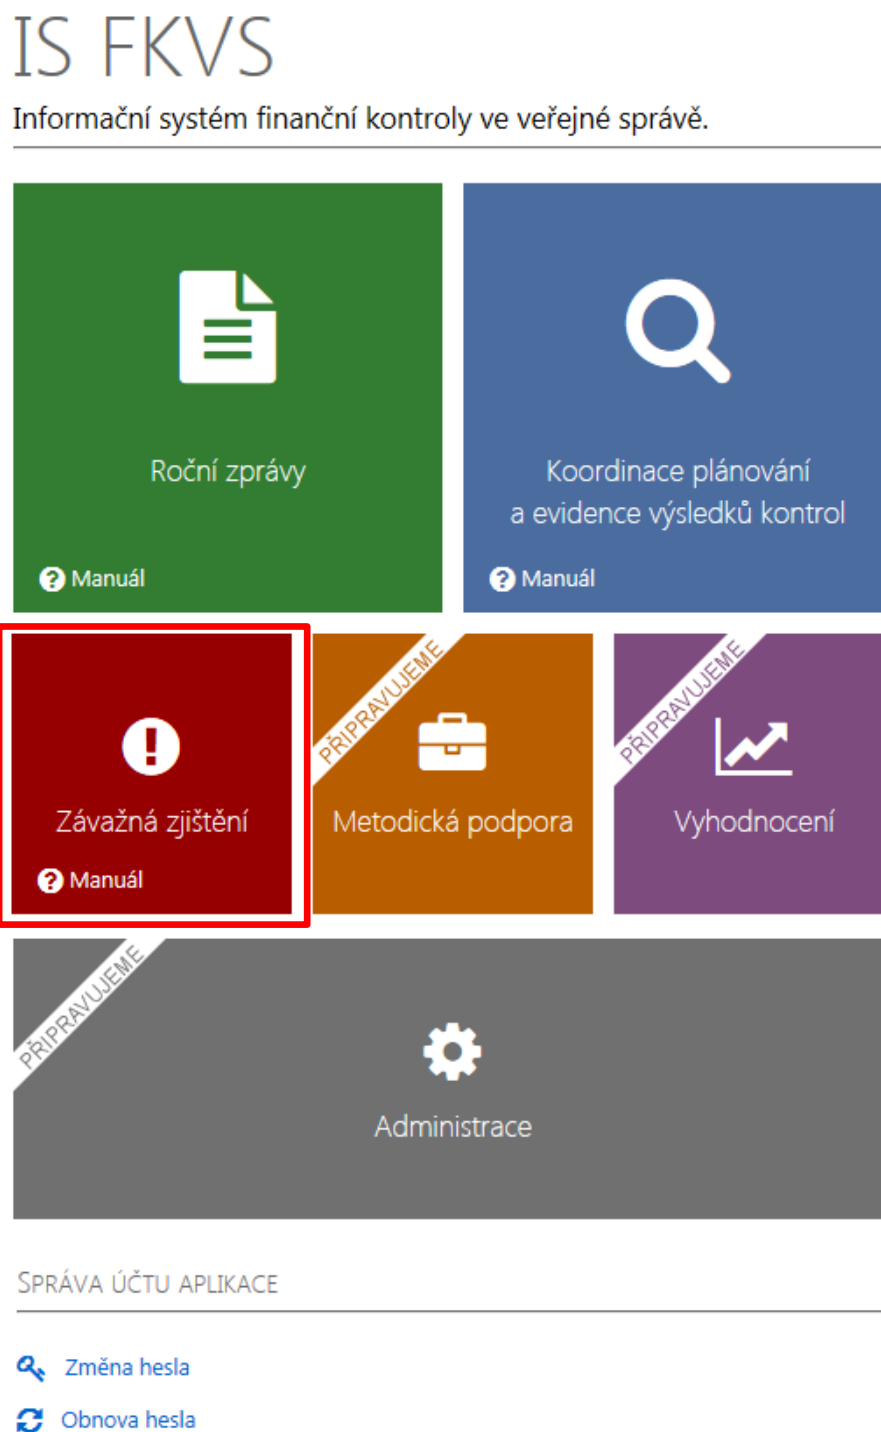 IS FKVS
Informační systém finanční kontroly ve veřejné správě.
Roční zprávy
Manuál
Koordinace plánování
a evidence výsledků kontrol
Manuál
Závažná zjištění
Manuál
PŘIPRAVUJEME
Metodická podpora
PŘIPRAVUJEME
Vyhodnocení
PŘIPRAVUJEME
Administrace
SPRÁVA ÚČTU APLIKACE
Změna hesla
Obnova hesla